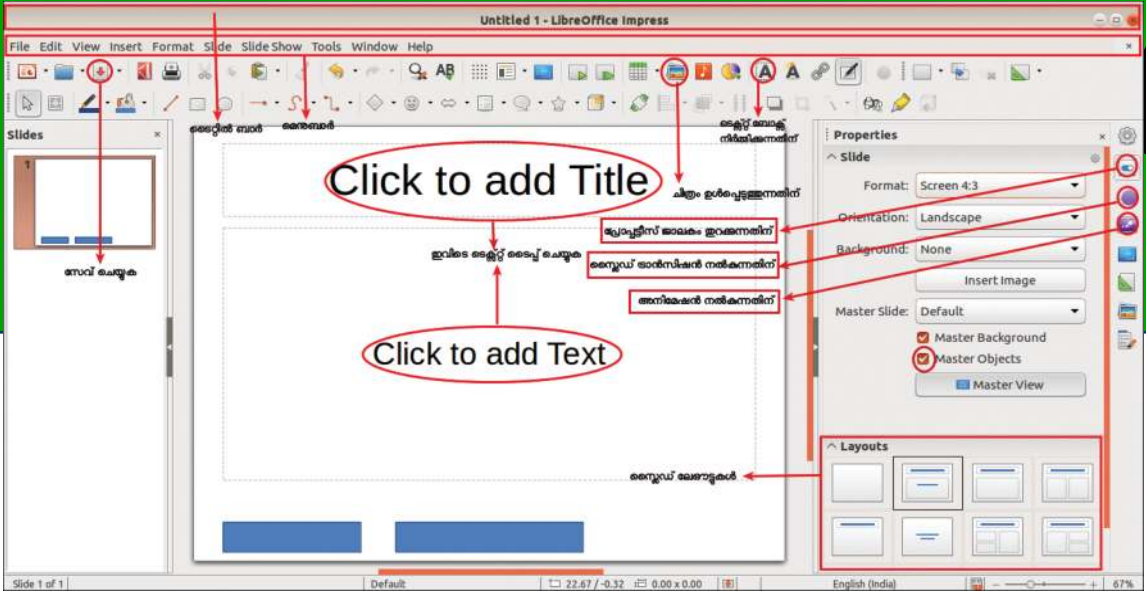 Untitled 1 - LibreOffice Impress
File Edit View Insert Format Slide Slide Show Tools Window Help
Slides
ടൈറ്റിൽ ബാർ
മെനുബാർ
ടെക്സ്റ്റ് ബോക്സ്
നിർമ്മിക്കുന്നതിന്
Properties
1
Slide
Click to add Title
ചിത്രം ഉൾപ്പെടുത്തുന്നതിന്
Format: Screen 4:3
Orientation: Landscape
പ്രോപ്പർട്ടീസ് ജാലകം തുറക്കുന്നതിന്
Background: None
ഇവിടെ ടെക്സ്റ്റ് ടൈപ്പ് ചെയ്യുക
സ്ലൈഡ് ട്രാൻസിഷൻ നൽകുന്നതിന്
സേവ് ചെയ്യുക
Insert Image
അനിമേഷൻ നൽകുന്നതിന്
Master Slide: Default
Master Background
Click to add Text
Master Objects
Master View
Layouts
സ്ലൈഡ് ലേഔട്ടുകൾ
Slide 1 of 1 Default 22.67 / -0.32 0.00 x 0.00 English (India) 67%